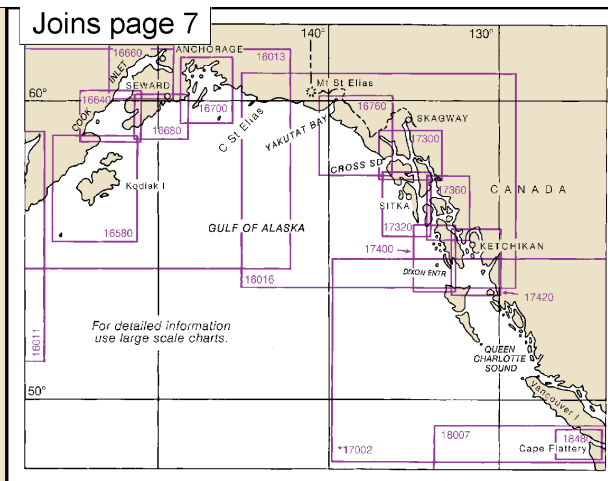 Joins page 7
140°
130°
16660
ANCHORAGE
16013
INLET
Mt St Elias
SEWARD
60°
16640
16700
16760
COOK
C St Elias
SKAGWAY
16680
YAKUTAT BAY
17300
CROSS SD
Kodiak I
17360
CANADA
SITKA
16580
GULF OF ALASKA
17320
17400
KETCHIKAN
DIXON ENTR
16016
17420
For detailed information
use large scale charts.
16011
QUEEN
CHARLOTTE
SOUND
50°
Vancouver I
18007
18480
*17002
Cape Flattery